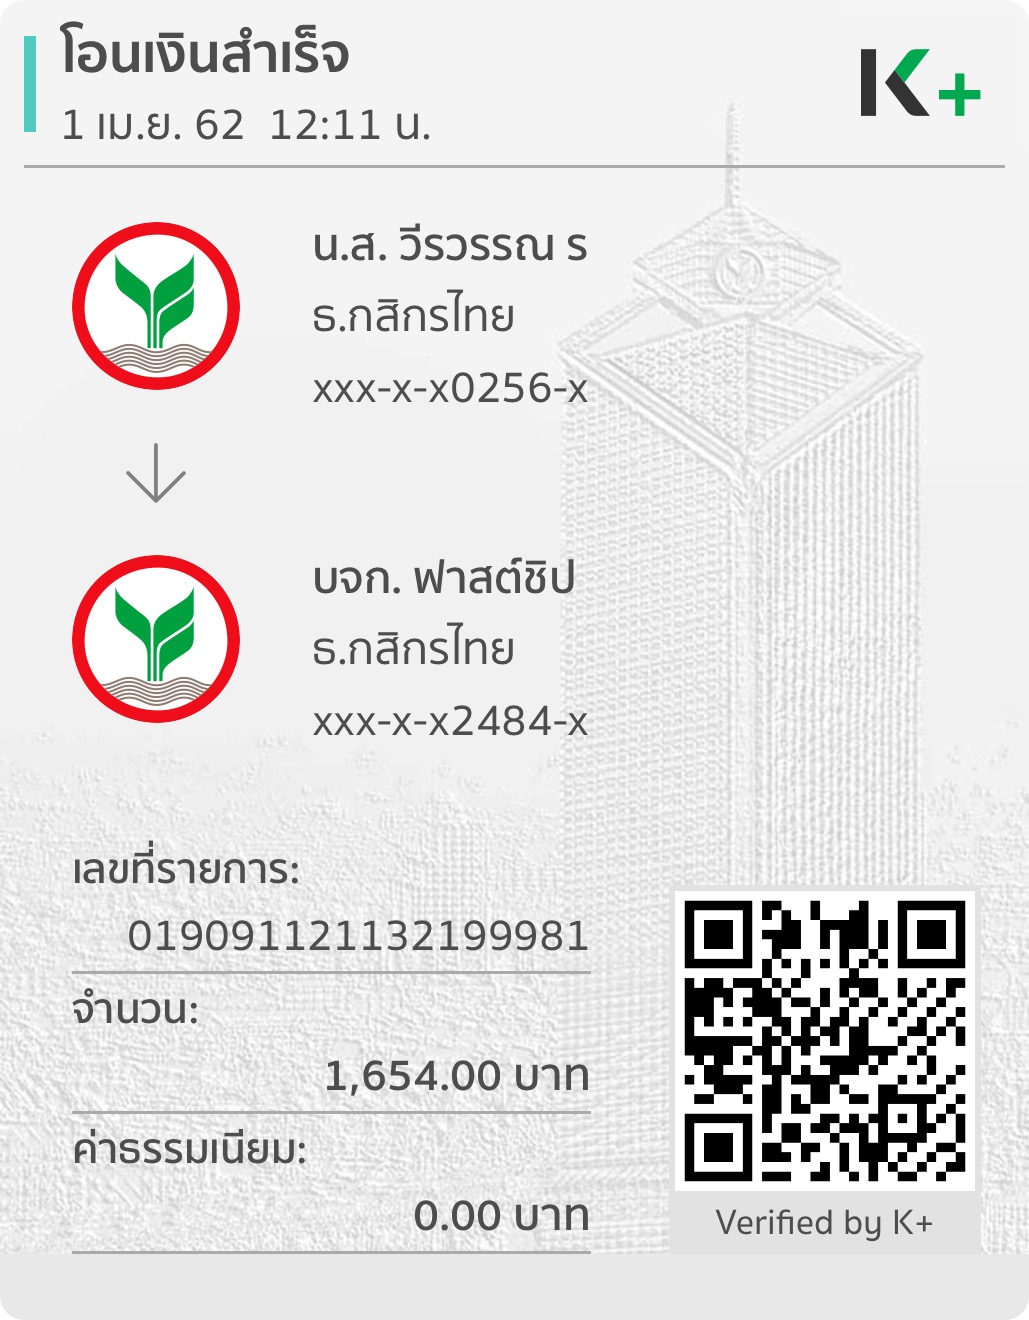 โอนเงินสำเร็จ
1 เม.ย. 62  12:11 น.
K+
น.ส. วีรวรรณ ร
ธ.กสิกรไทย
xxx-x-x0256-x
บจก. ฟาสต์ชิป
ธ.กสิกรไทย
xxx-x-x2484-x
เลขที่รายการ:
019091121132199981
จำนวน:
1,654.00 บาท
ค่าธรรมเนียม:
0.00 บาท
Verified by K+